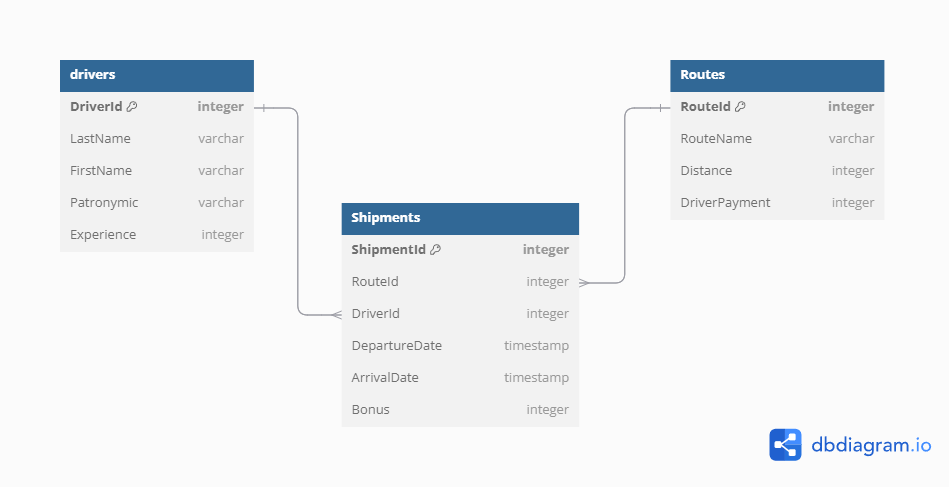 drivers
DriverId integer
LastName varchar
FirstName varchar
Patronymic varchar
Experience integer
Routes
RouteId integer
RouteName varchar
Distance integer
DriverPayment integer
Shipments
ShipmentId integer
RouteId integer
DriverId integer
DepartureDate timestamp
ArrivalDate timestamp
Bonus integer
dbdiagram.io